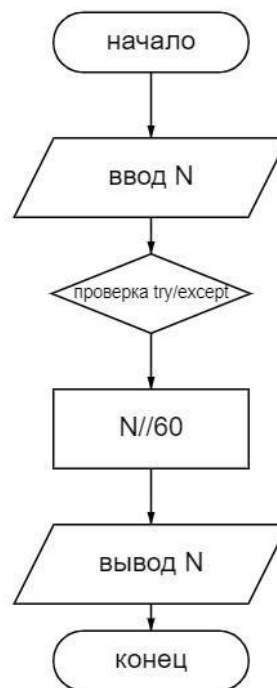 начало
ввод N
проверка try/except
N//60
вывод N
конец